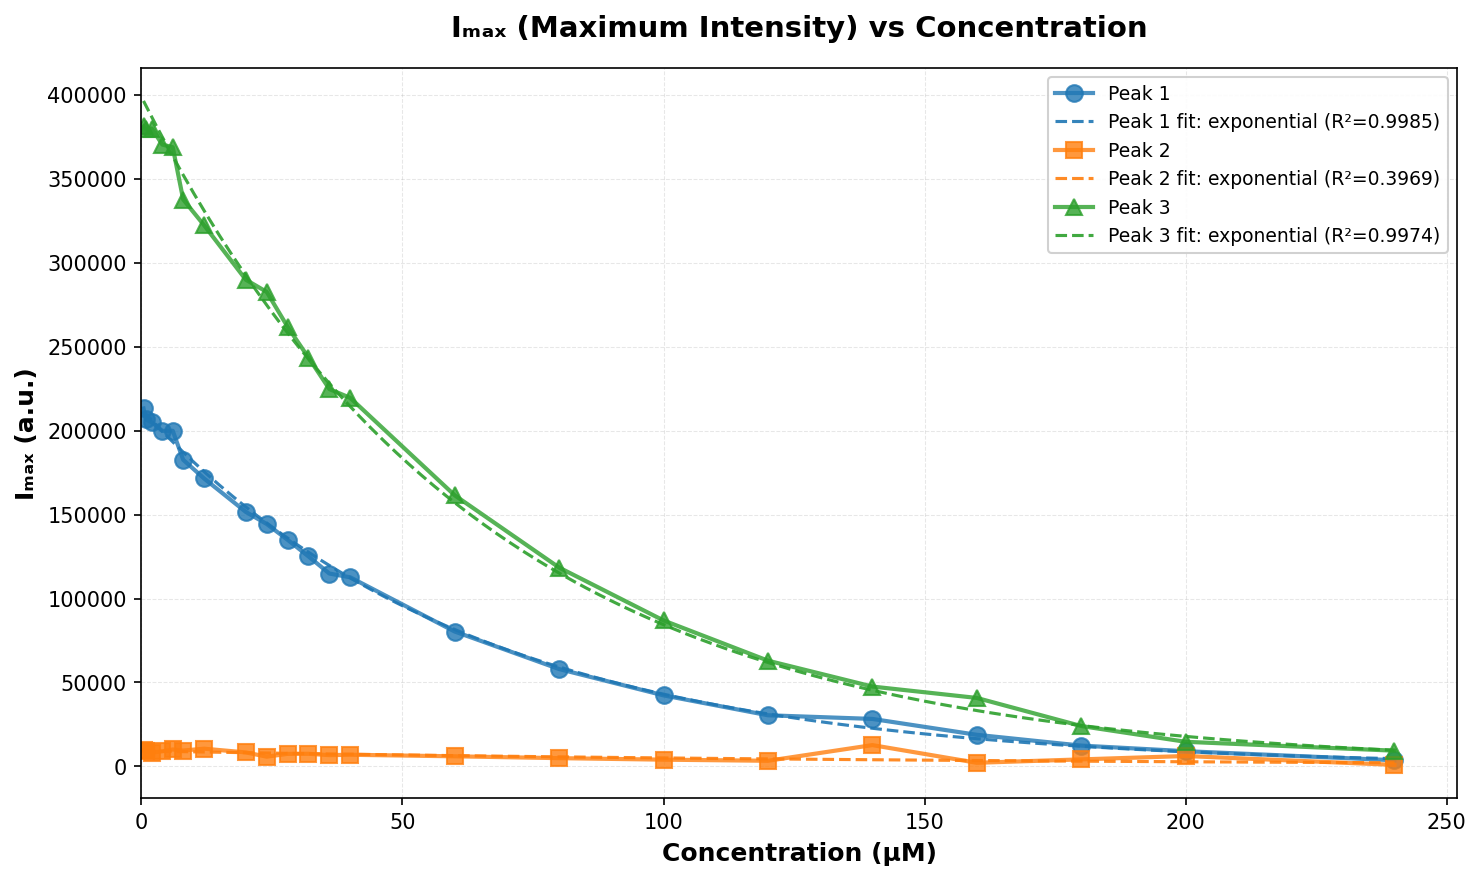 Iₘₐₓ (Maximum Intensity) vs Concentration
Peak 1
Peak 1 fit: exponential (R²=0.9985)
Peak 2
Peak 2 fit: exponential (R²=0.3969)
Peak 3
Peak 3 fit: exponential (R²=0.9974)
Iₘₐₓ (a.u.)
400000
350000
300000
250000
200000
150000
100000
50000
0
0 50 100 150 200 250
Concentration (μM)